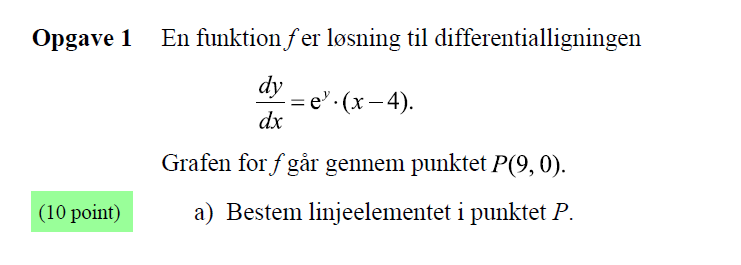 Opgave 1 En funktion f er løsning til differentialligningen
dy/dx = e^y · (x − 4).
Grafen for f går gennem punktet P(9, 0).
(10 point) a) Bestem linjeelementet i punktet P.